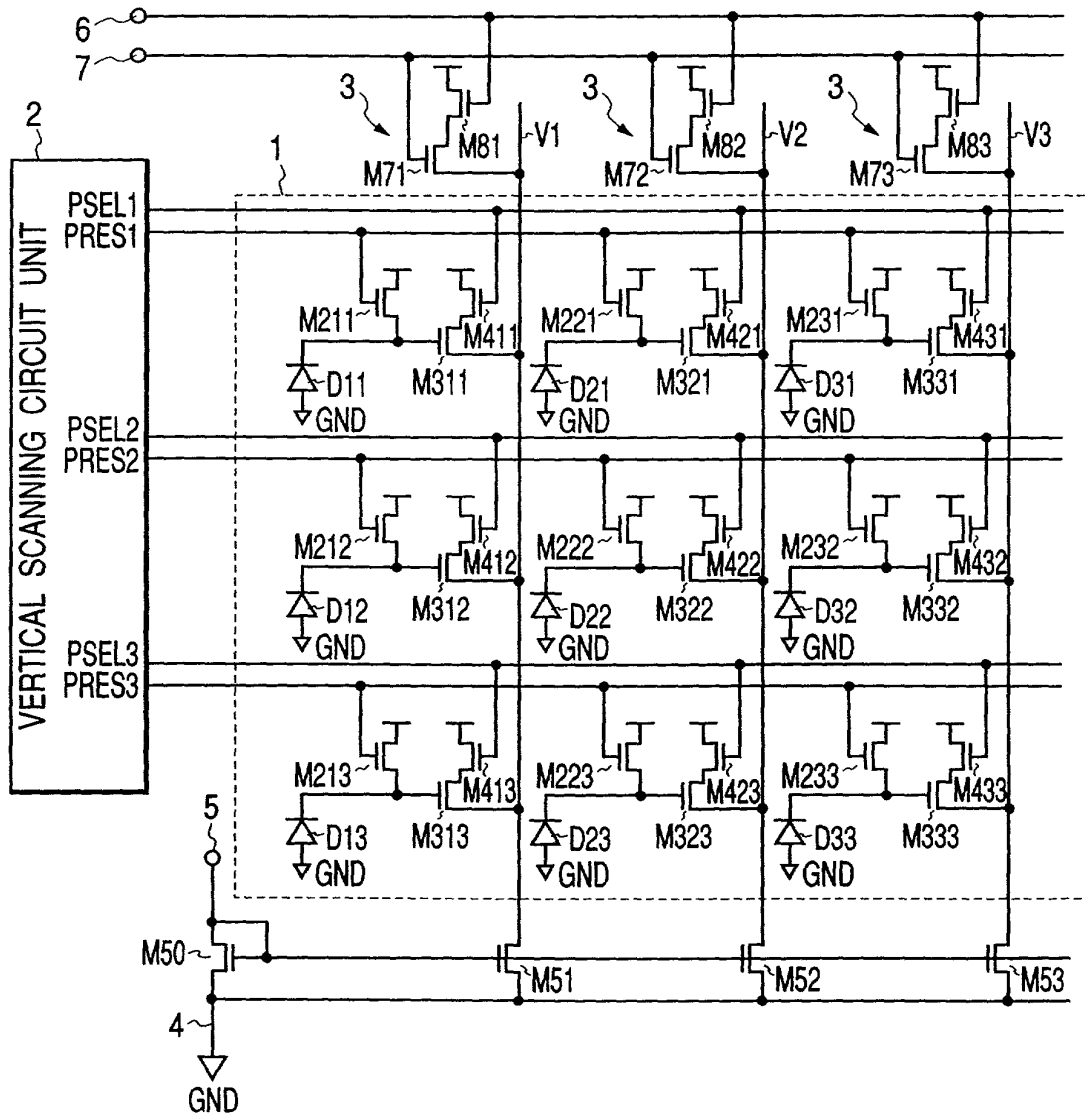 6
7
3
3
3
2
1
M81
V1
M82
V2
M83
V3
M71
M72
M73
VERTICAL SCANNING CIRCUIT UNIT
PSEL1
PRES1
M211
M411
M221
M421
M231
M431
M311
M321
M331
D11
D21
D31
GND
GND
GND
PSEL2
PRES2
M212
M412
M222
M422
M232
M432
M312
M322
M332
D12
D22
D32
GND
GND
GND
PSEL3
PRES3
M213
M413
M223
M423
M233
M433
M313
M323
M333
5
D13
D23
D33
GND
GND
GND
M50
M51
M52
M53
4
GND